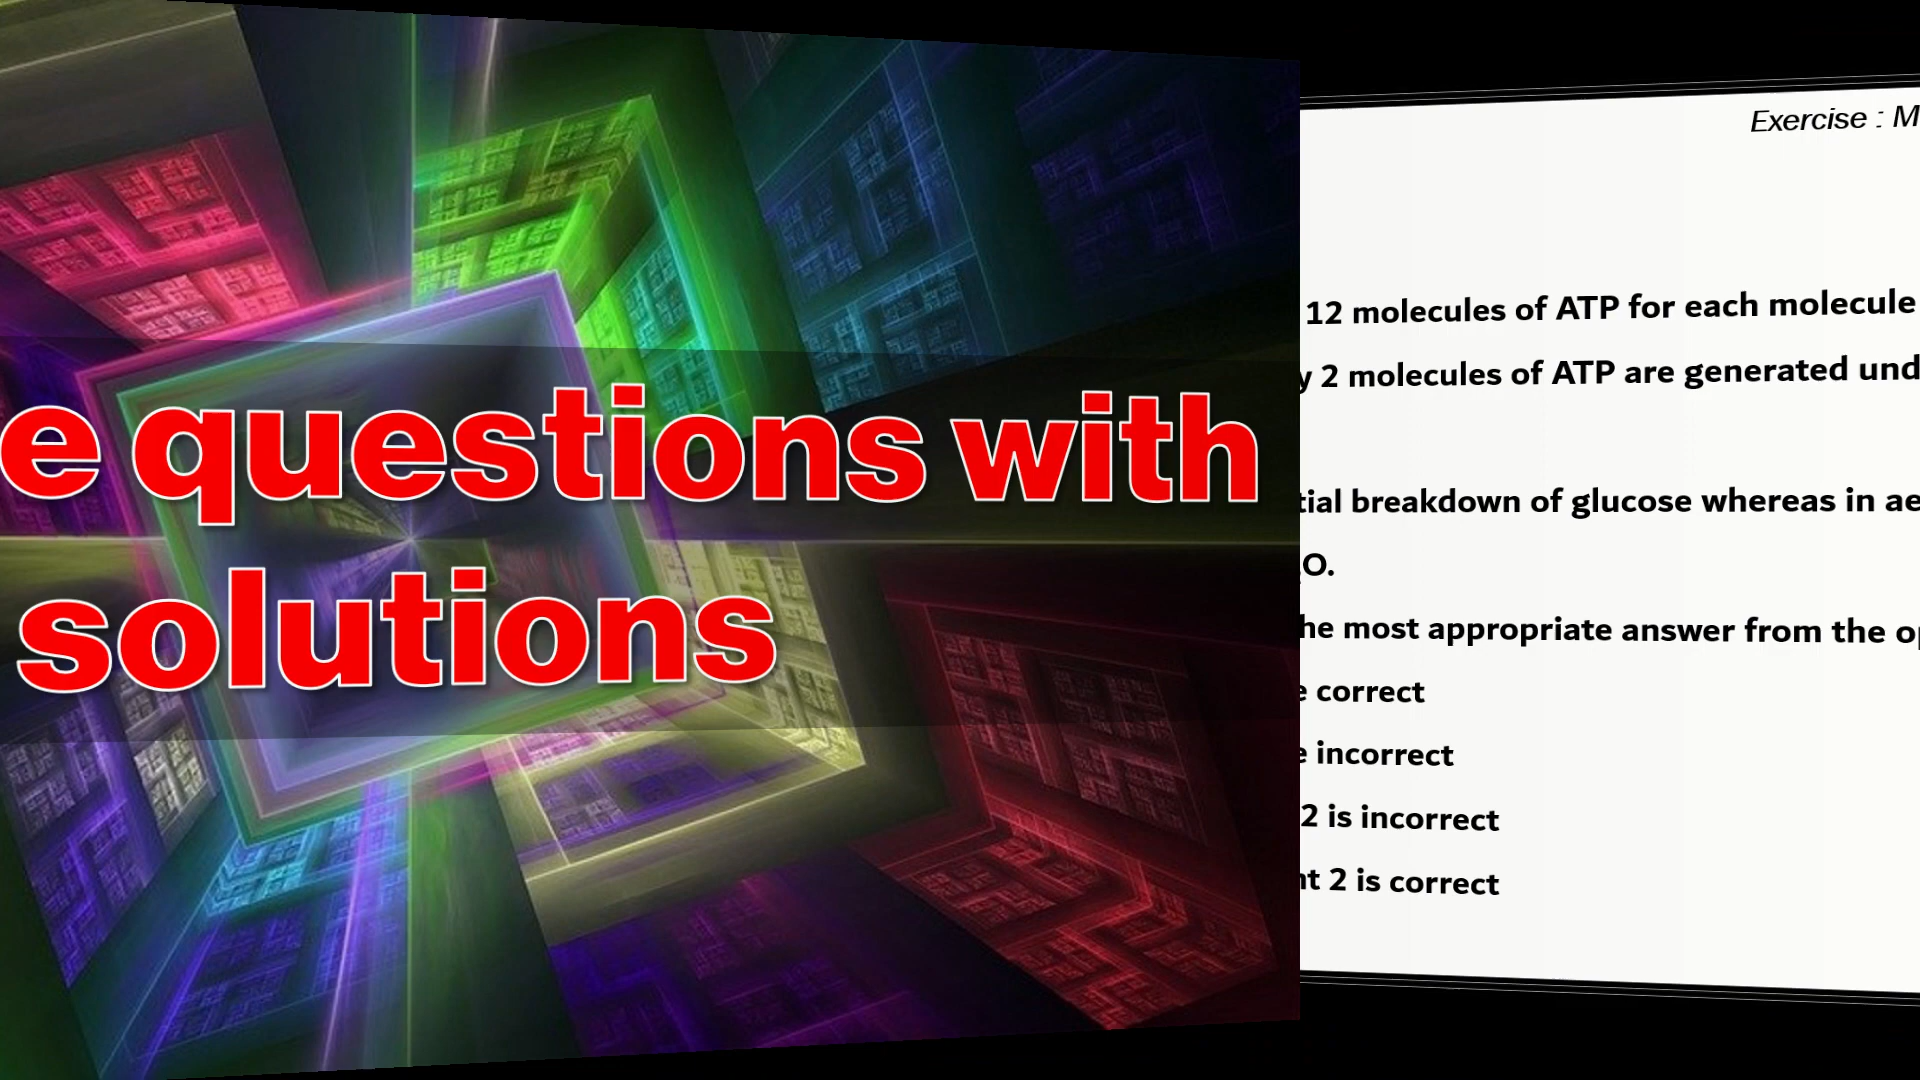 e questions with
solutions
Exercise : M
12 molecules of ATP for each molecule
y 2 molecules of ATP are generated und
tial breakdown of glucose whereas in ae
O.
he most appropriate answer from the o
e correct
e incorrect
2 is incorrect
nt 2 is correct